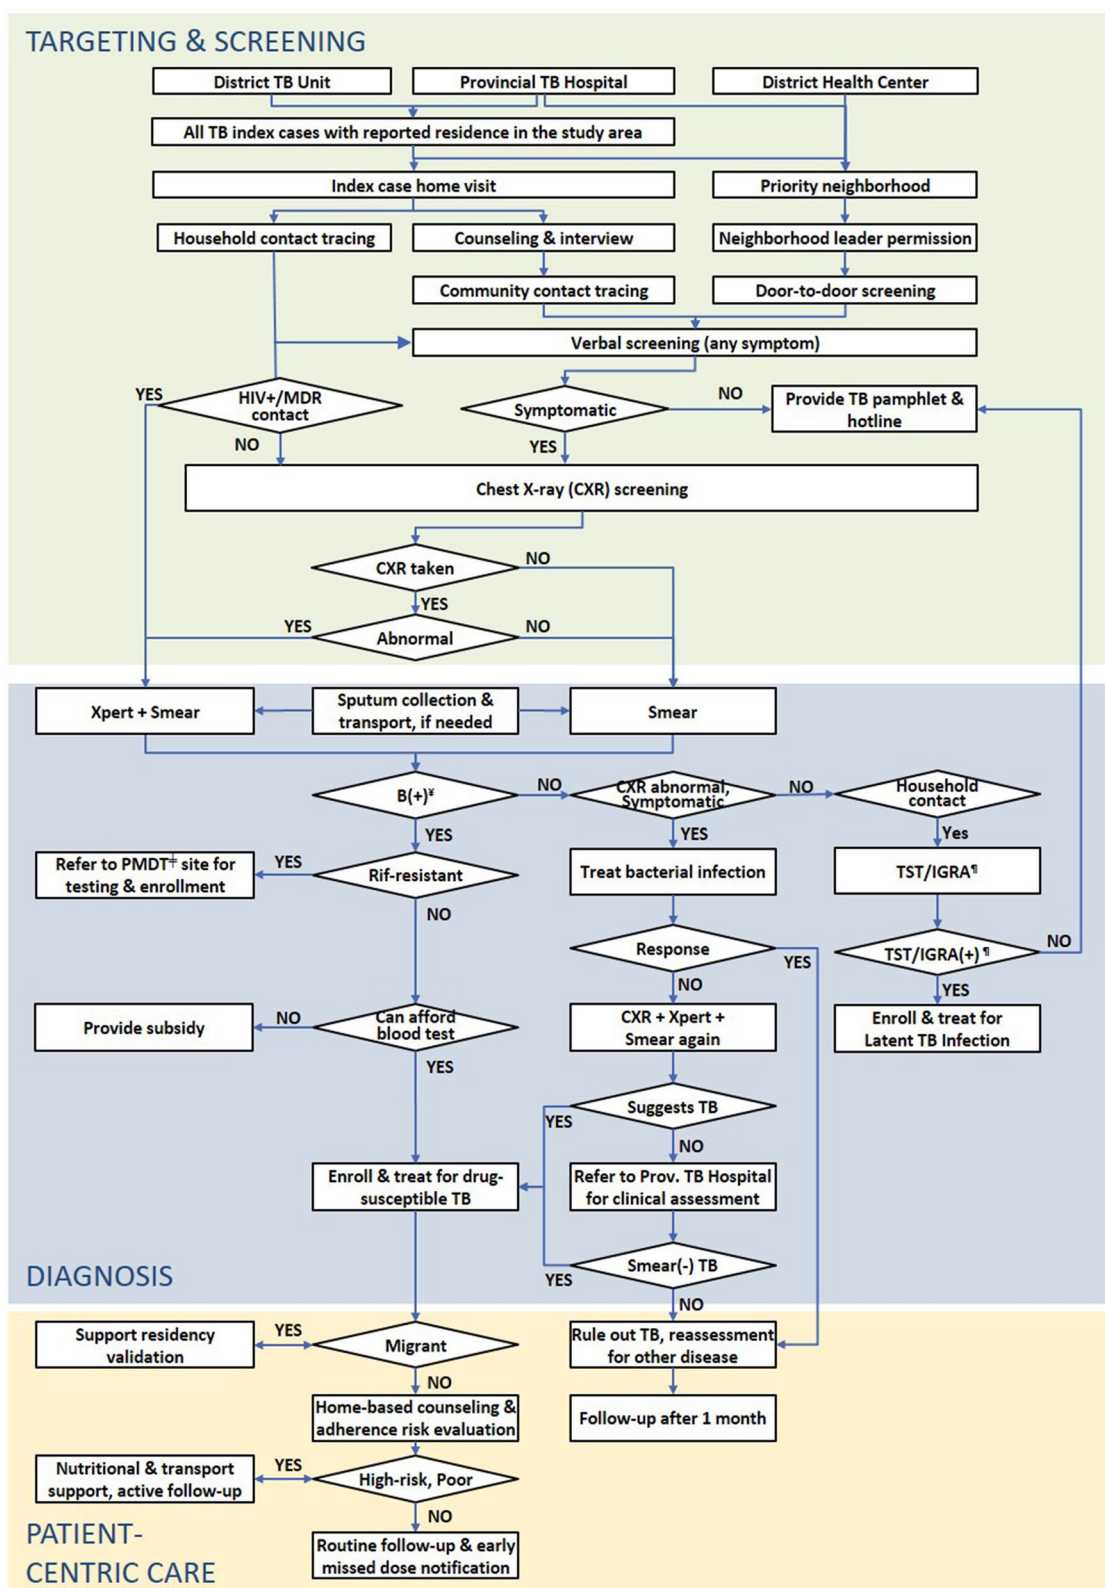 TARGETING & SCREENING
District TB Unit
Provincial TB Hospital
District Health Center
All TB index cases with reported residence in the study area
Index case home visit
Priority neighborhood
Household contact tracing
Counseling & interview
Neighborhood leader permission
Community contact tracing
Door-to-door screening
Verbal screening (any symptom)
YES
HIV+/MDR
contact
NO
Symptomatic
NO
YES
Provide TB pamphlet &
hotline
Chest X-ray (CXR) screening
CXR taken
NO
YES
YES
Abnormal
NO
Xpert + Smear
Sputum collection &
transport, if needed
Smear
B(+)¥
NO
CXR abnormal,
Symptomatic
NO
Household
contact
YES
YES
Yes
Refer to PMDT╪ site for
testing & enrollment
YES
Rif-resistant
Treat bacterial infection
TST/IGRA¶
NO
Response
YES
TST/IGRA(+) ¶
NO
NO
YES
Provide subsidy
NO
Can afford
blood test
CXR + Xpert +
Smear again
Enroll & treat for
Latent TB Infection
YES
Suggests TB
YES
NO
Enroll & treat for drug-
susceptible TB
Refer to Prov. TB Hospital
for clinical assessment
Smear(-) TB
YES
NO
DIAGNOSIS
Support residency
validation
YES
Migrant
Rule out TB, reassessment
for other disease
NO
Home-based counseling &
adherence risk evaluation
Follow-up after 1 month
Nutritional & transport
support, active follow-up
YES
High-risk, Poor
NO
Routine follow-up & early
missed dose notification
PATIENT-
CENTRIC CARE